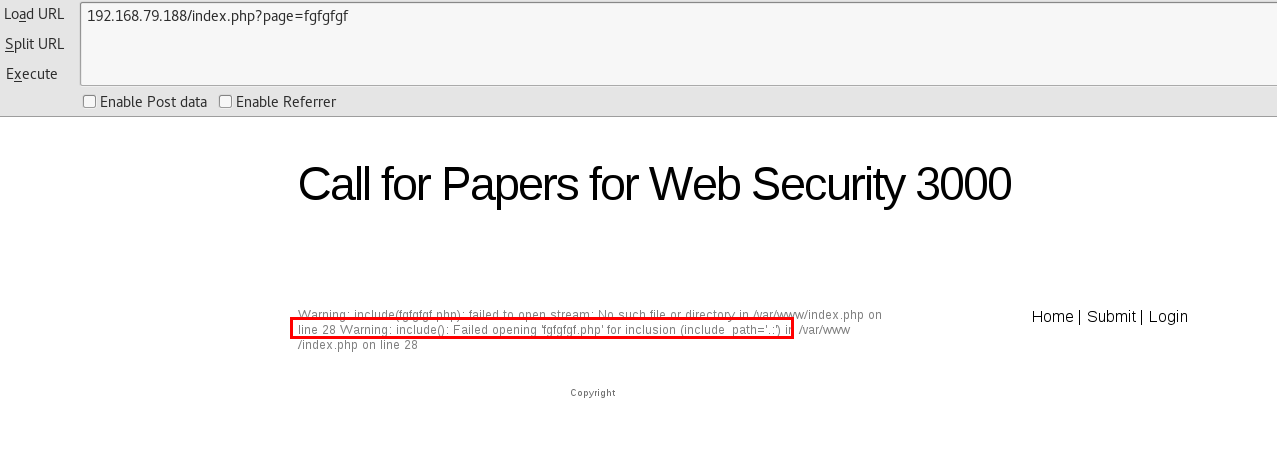 Load URL
192.168.79.188/index.php?page=fgfgfgf
Split URL
Execute
Enable Post data Enable Referrer
Call for Papers for Web Security 3000
Warning: include(fgfgfgf.php): failed to open stream: No such file or directory in /var/www/index.php on
line 28 Warning: include(): Failed opening 'fgfgfgf.php' for inclusion (include_path='.:') in /var/www
/index.php on line 28
Home | Submit | Login
Copyright